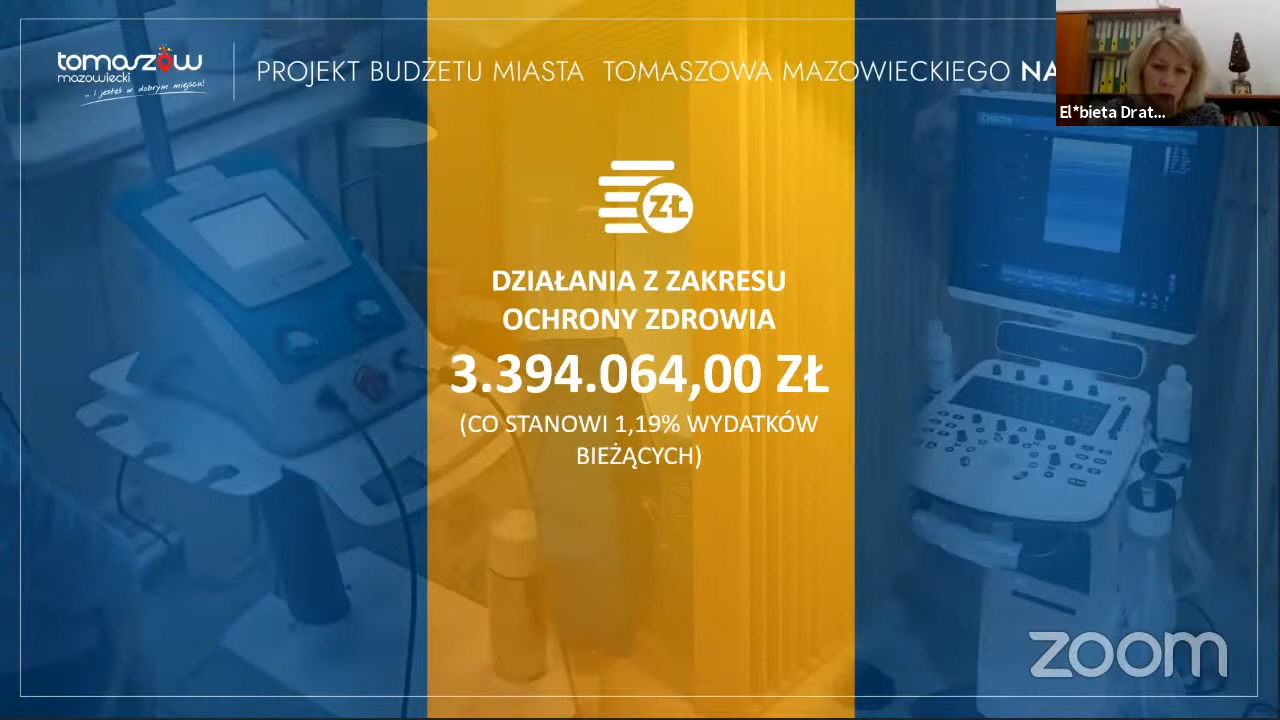 tomaszów
mazowiecki
- i jesteś w dobrym miejscu!
PROJEKT BUDŻETU MIASTA TOMASZOWA MAZOWIECKIEGO NA
El*bieta Drat...
ZŁ
DZIAŁANIA Z ZAKRESU
OCHRONY ZDROWIA
3.394.064,00 ZŁ
(CO STANOWI 1,19% WYDATKÓW
BIEŻĄCYCH)
zoom